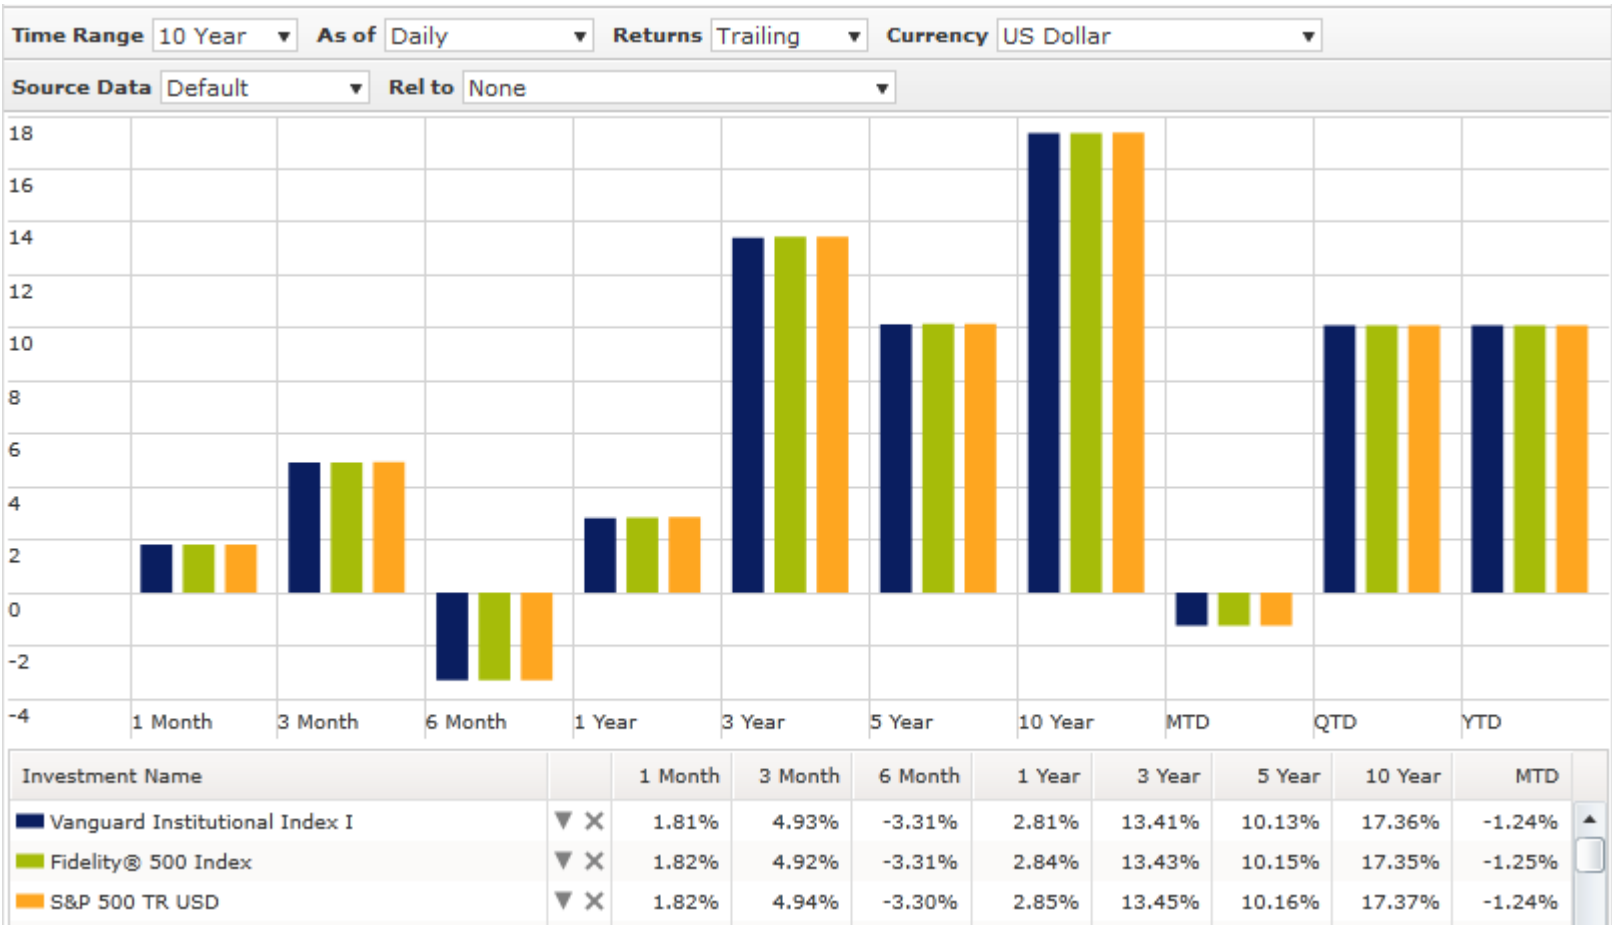 Time Range 10 Year As of Daily Returns Trailing Currency US Dollar
Source Data Default Rel to None
18
16
14
12
10
8
6
4
2
0
-2
-4
1 Month 3 Month 6 Month 1 Year 3 Year 5 Year 10 Year MTD QTD YTD
Investment Name 1 Month 3 Month 6 Month 1 Year 3 Year 5 Year 10 Year MTD
Vanguard Institutional Index I 1.81% 4.93% -3.31% 2.81% 13.41% 10.13% 17.36% -1.24%
Fidelity® 500 Index 1.82% 4.92% -3.31% 2.84% 13.43% 10.15% 17.35% -1.25%
S&P 500 TR USD 1.82% 4.94% -3.30% 2.85% 13.45% 10.16% 17.37% -1.24%